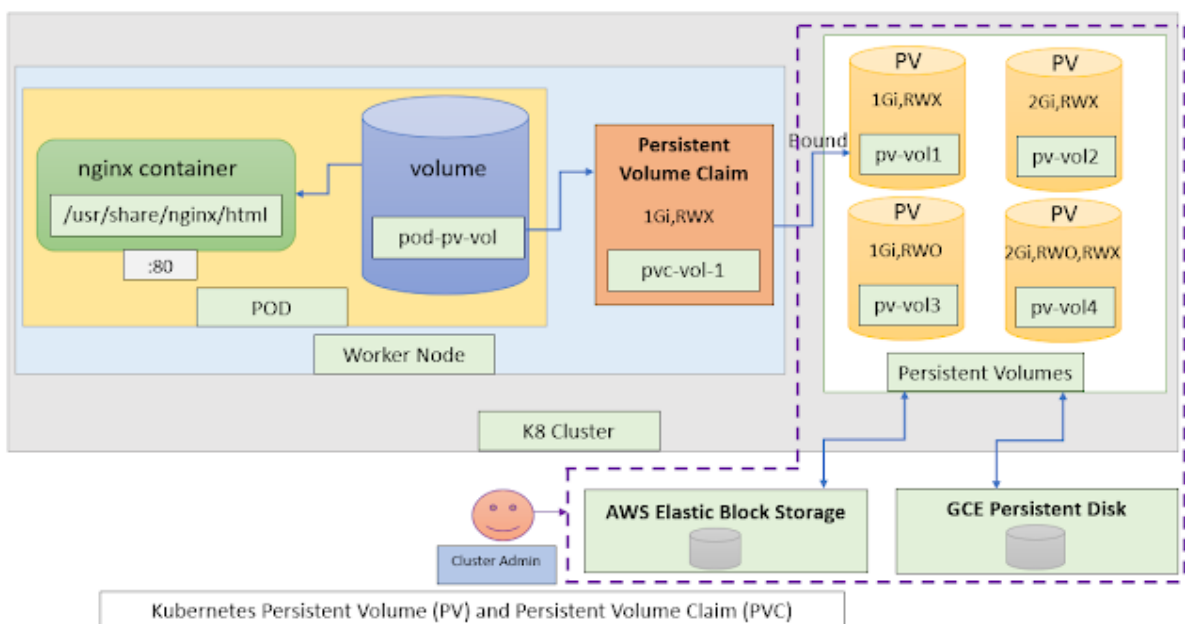 nginx container
/usr/share/nginx/html
:80
POD
volume
pod-pv-vol
Worker Node
Persistent
Volume Claim
1Gi,RWX
pvc-vol-1
Bound
PV
1Gi,RWX
pv-vol1
PV
2Gi,RWX
pv-vol2
PV
1Gi,RWO
pv-vol3
PV
2Gi,RWO,RWX
pv-vol4
Persistent Volumes
K8 Cluster
Cluster Admin
AWS Elastic Block Storage
GCE Persistent Disk
Kubernetes Persistent Volume (PV) and Persistent Volume Claim (PVC)